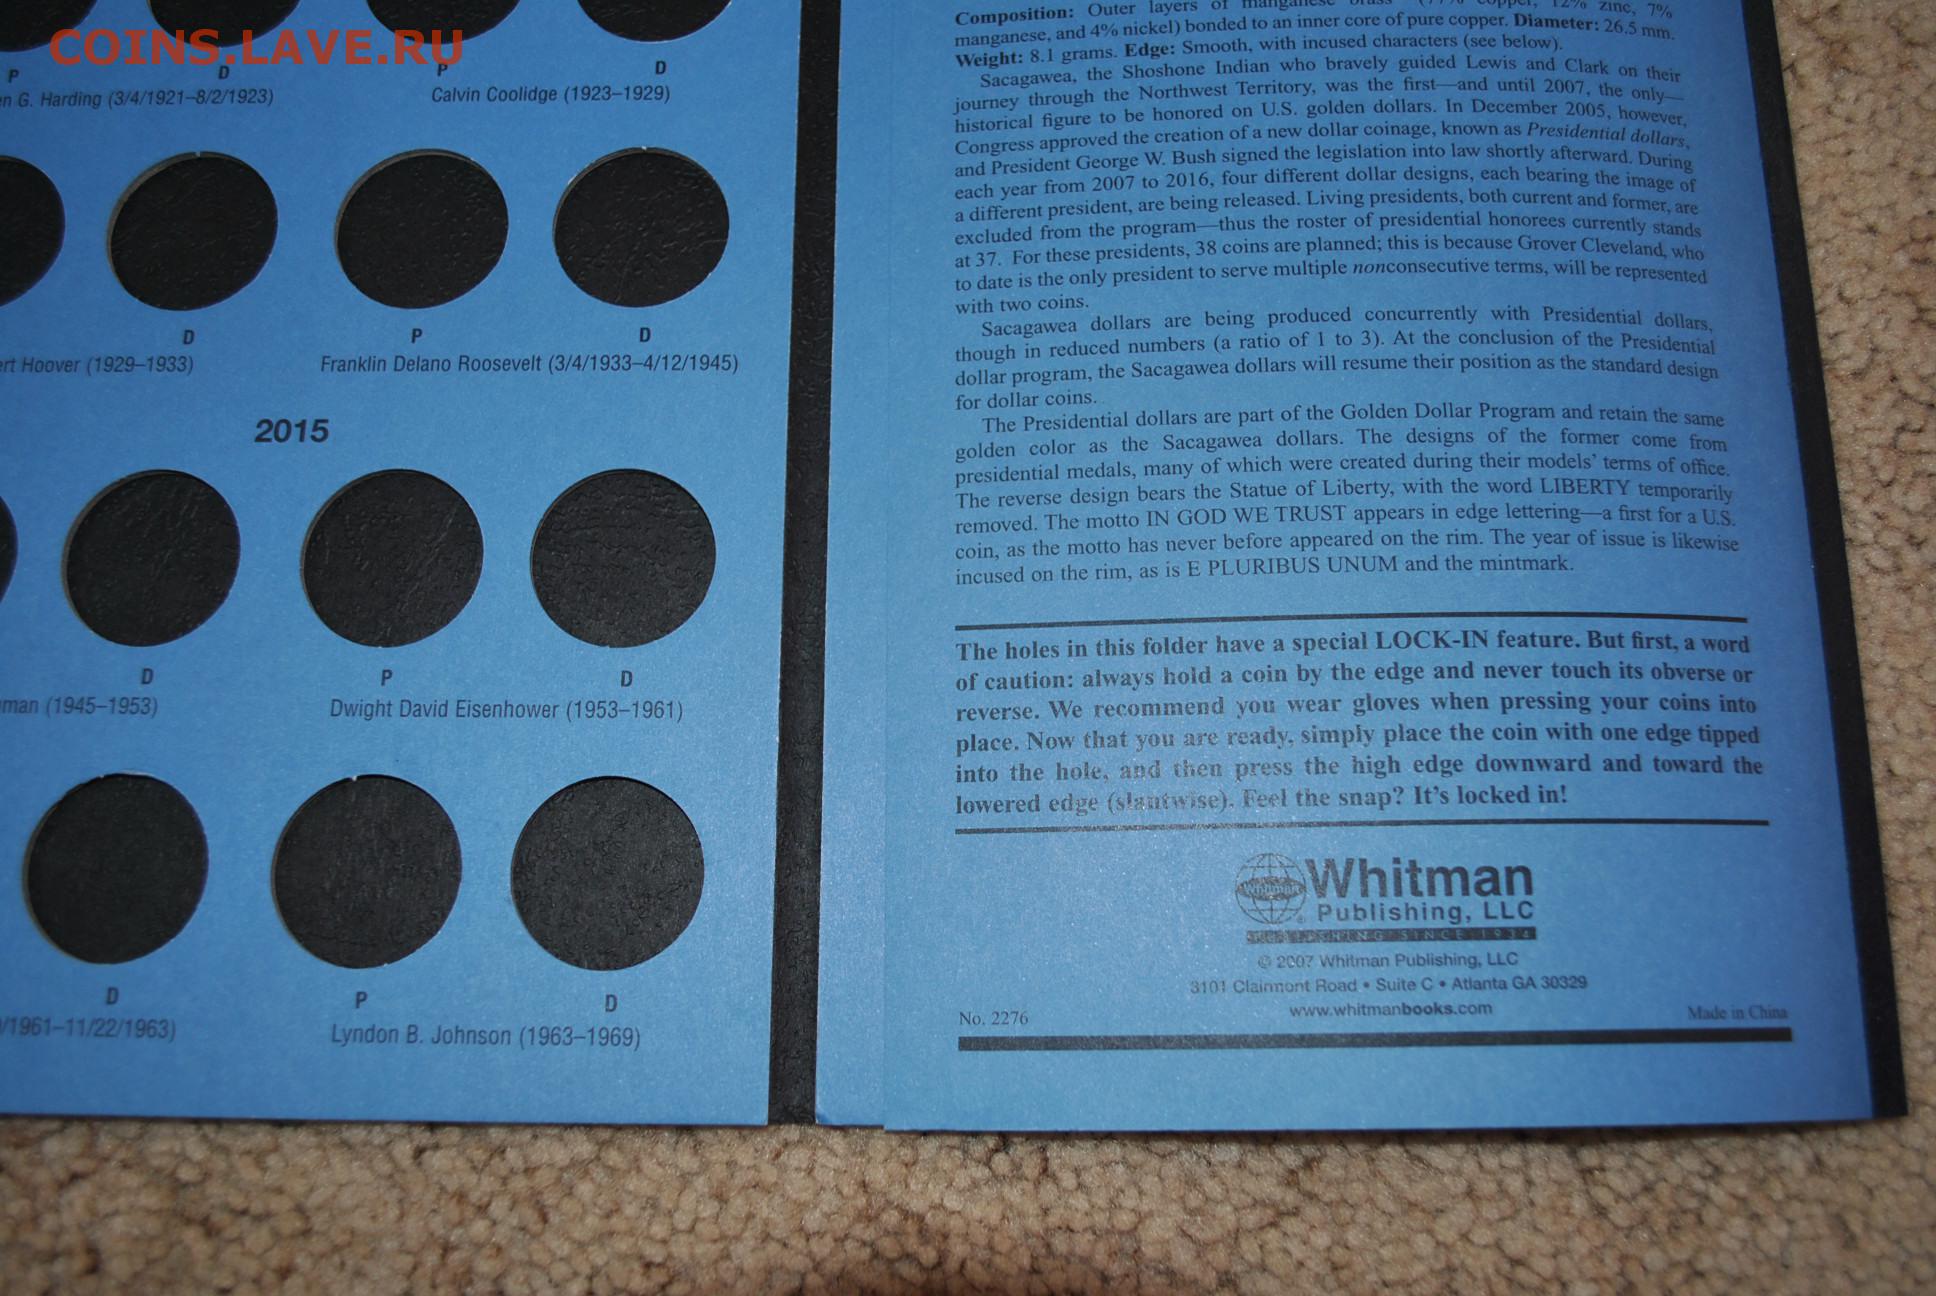 COINS.LAVE.RU
P D P D
n G. Harding (3/4/1921–8/2/1923) Calvin Coolidge (1923–1929)
D P D
rt Hoover (1929–1933) Franklin Delano Roosevelt (3/4/1933–4/12/1945)
2015
D P D
man (1945–1953) Dwight David Eisenhower (1953–1961)
D P D
/1961–11/22/1963) Lyndon B. Johnson (1963–1969)
Composition: Outer layers of manganese brass copper, 12% zinc, 7%
manganese, and 4% nickel) bonded to an inner core of pure copper. Diameter: 26.5 mm.
Weight: 8.1 grams. Edge: Smooth, with incused characters (see below).
Sacagawea, the Shoshone Indian who bravely guided Lewis and Clark on their
journey through the Northwest Territory, was the first—and until 2007, the only—
historical figure to be honored on U.S. golden dollars. In December 2005, however,
Congress approved the creation of a new dollar coinage, known as Presidential dollars,
and President George W. Bush signed the legislation into law shortly afterward. During
each year from 2007 to 2016, four different dollar designs, each bearing the image of
a different president, are being released. Living presidents, both current and former, are
excluded from the program—thus the roster of presidential honorees currently stands
at 37. For these presidents, 38 coins are planned; this is because Grover Cleveland, who
to date is the only president to serve multiple nonconsecutive terms, will be represented
with two coins.
Sacagawea dollars are being produced concurrently with Presidential dollars,
though in reduced numbers (a ratio of 1 to 3). At the conclusion of the Presidential
dollar program, the Sacagawea dollars will resume their position as the standard design
for dollar coins.
The Presidential dollars are part of the Golden Dollar Program and retain the same
golden color as the Sacagawea dollars. The designs of the former come from
presidential medals, many of which were created during their models' terms of office.
The reverse design bears the Statue of Liberty, with the word LIBERTY temporarily
removed. The motto IN GOD WE TRUST appears in edge lettering—a first for a U.S.
coin, as the motto has never before appeared on the rim. The year of issue is likewise
incused on the rim, as is E PLURIBUS UNUM and the mintmark.
The holes in this folder have a special LOCK-IN feature. But first, a word
of caution: always hold a coin by the edge and never touch its obverse or
reverse. We recommend you wear gloves when pressing your coins into
place. Now that you are ready, simply place the coin with one edge tipped
into the hole, and then press the high edge downward and toward the
lowered edge (slantwise). Feel the snap? It's locked in!
Whitman
Whitman
®
Publishing, LLC
PUBLISHING SINCE 1934
© 2007 Whitman Publishing, LLC
3101 Clairmont Road • Suite C • Atlanta GA 30329
www.whitmanbooks.com
No. 2276 Made in China